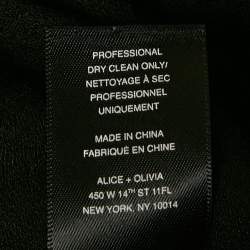 PROFESSIONAL
DRY CLEAN ONLY/
NETTOYAGE À SEC
PROFESSIONNEL
UNIQUEMENT
MADE IN CHINA
FABRIQUÉ EN CHINE
ALICE + OLIVIA
450 W 14TH ST 11FL
NEW YORK, NY 10014